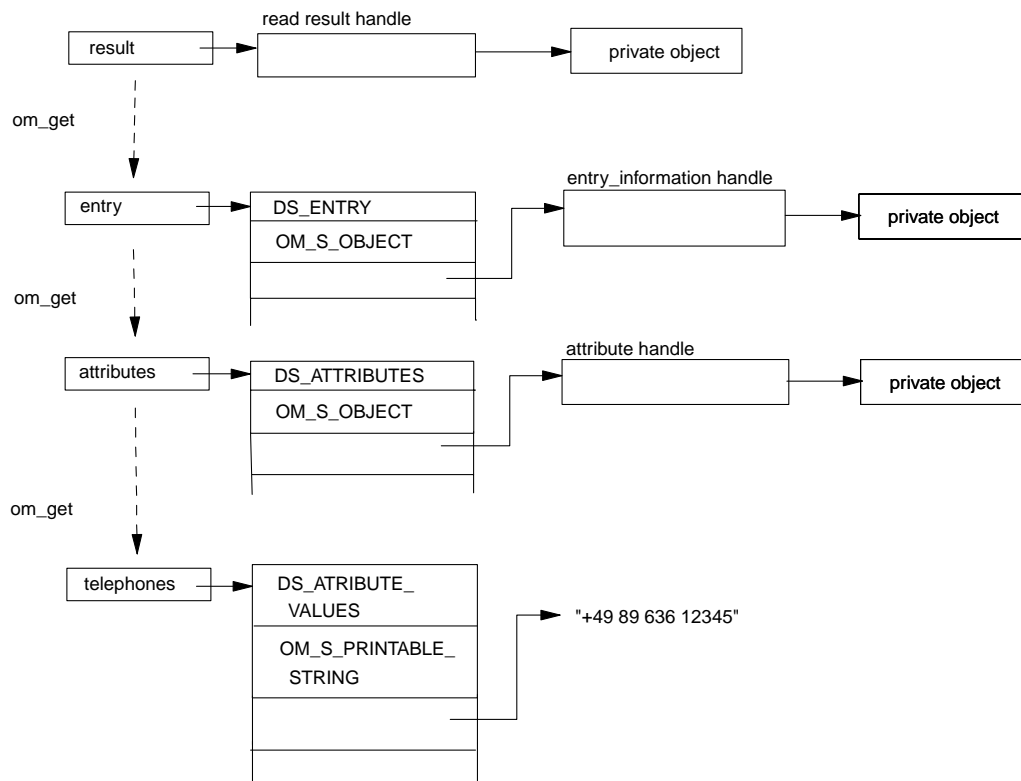 read result handle
result
private object
om_get
entry_information handle
entry
DS_ENTRY
private object
OM_S_OBJECT
om_get
attribute handle
attributes
DS_ATTRIBUTES
private object
OM_S_OBJECT
om_get
telephones
DS_ATRIBUTE_
VALUES
"+49 89 636 12345"
OM_S_PRINTABLE_
STRING